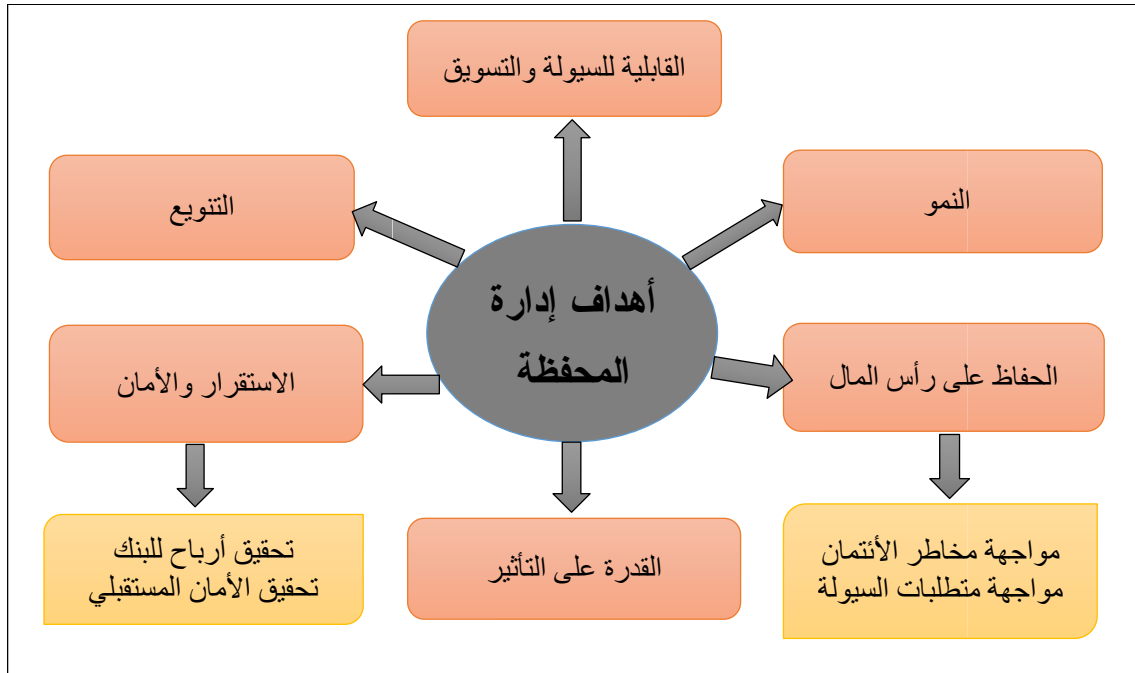 القابلية للسيولة والتسويق
النمو
التنويع
أهداف إدارة
المحفظة
الحفاظ على رأس المال
الاستقرار والأمان
مواجهة مخاطر الأئتمان
مواجهة متطلبات السيولة
القدرة على التأثير
تحقيق أرباح للبنك
تحقيق الأمان المستقبلي